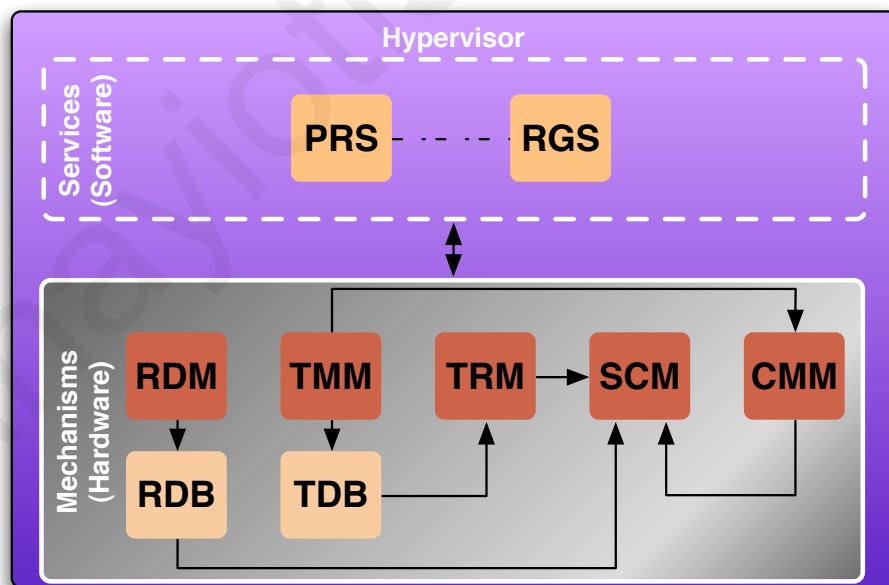 Hypervisor
Services
(Software)
PRS
RGS
Mechanisms
(Hardware)
RDM
TMM
TRM
SCM
CMM
RDB
TDB